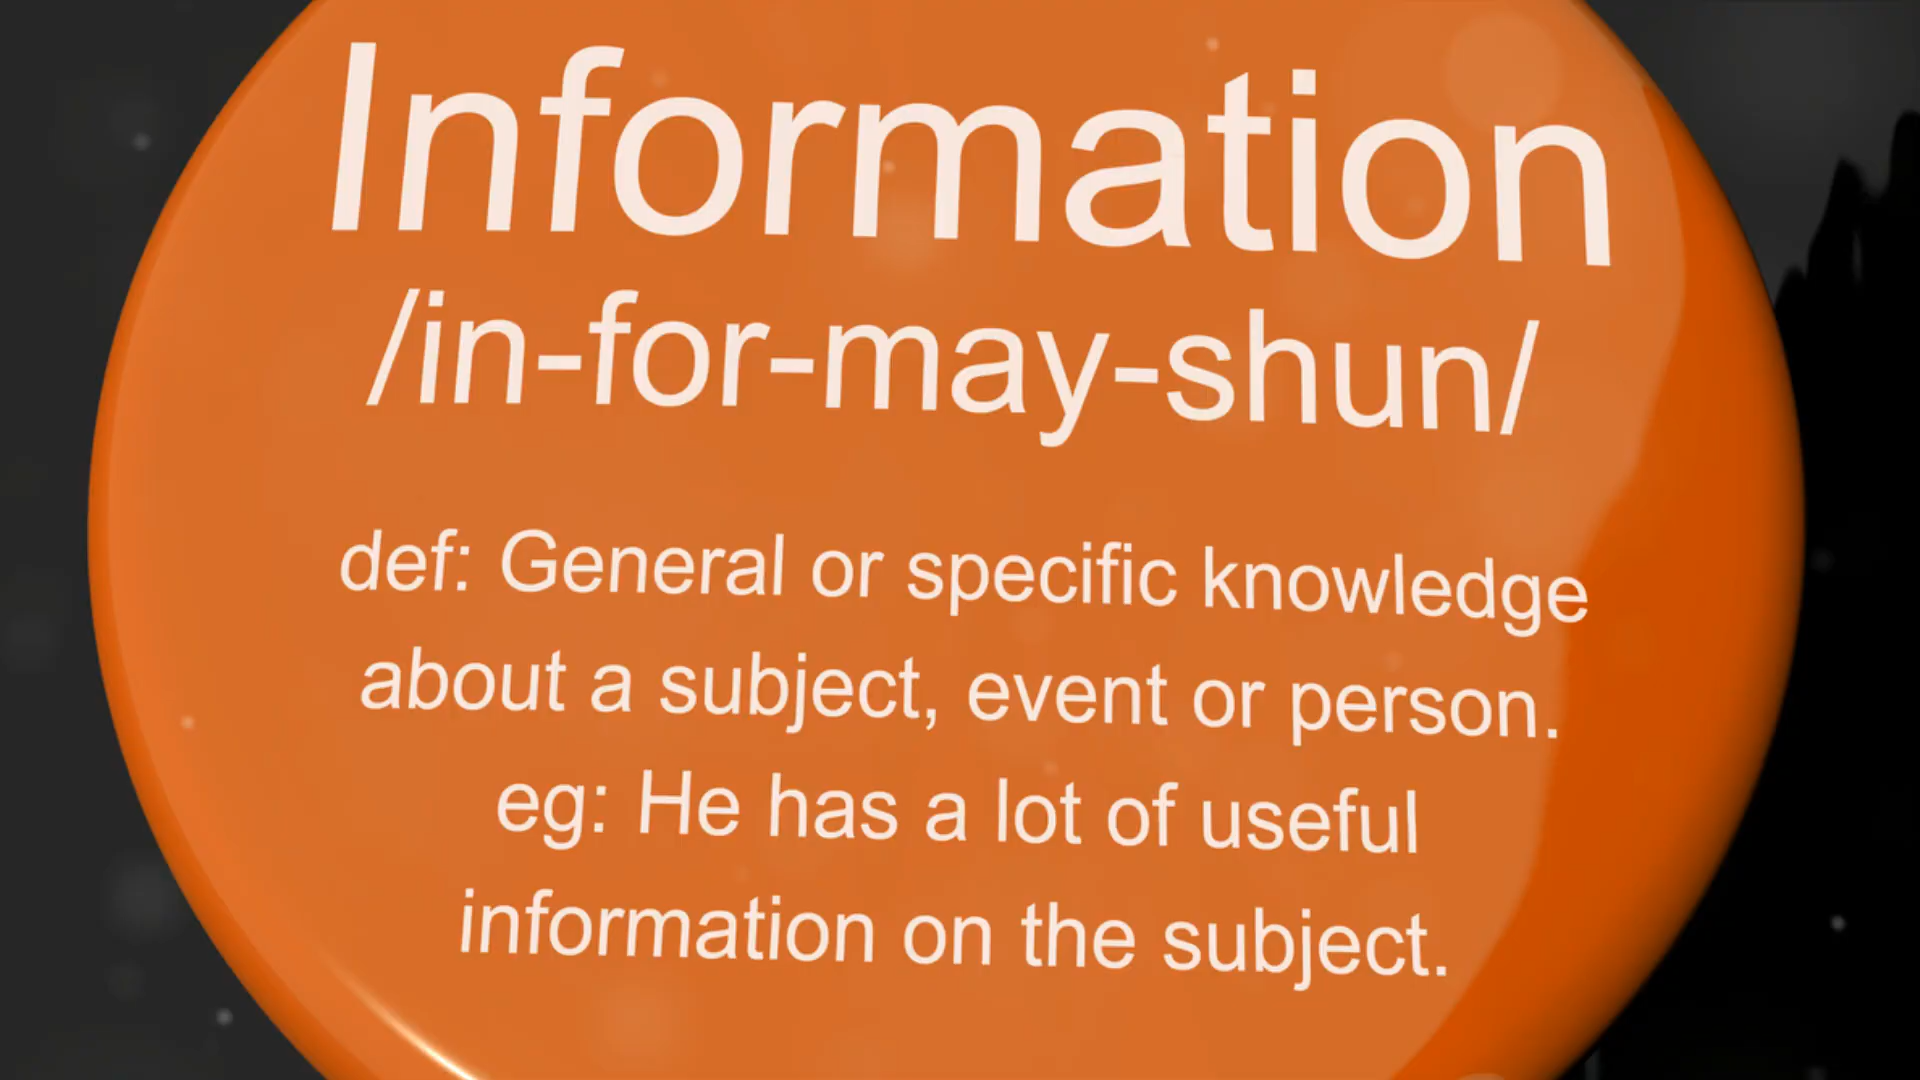 Information
/in-for-may-shun/
def: General or specific knowledge
about a subject, event or person.
eg: He has a lot of useful
information on the subject.